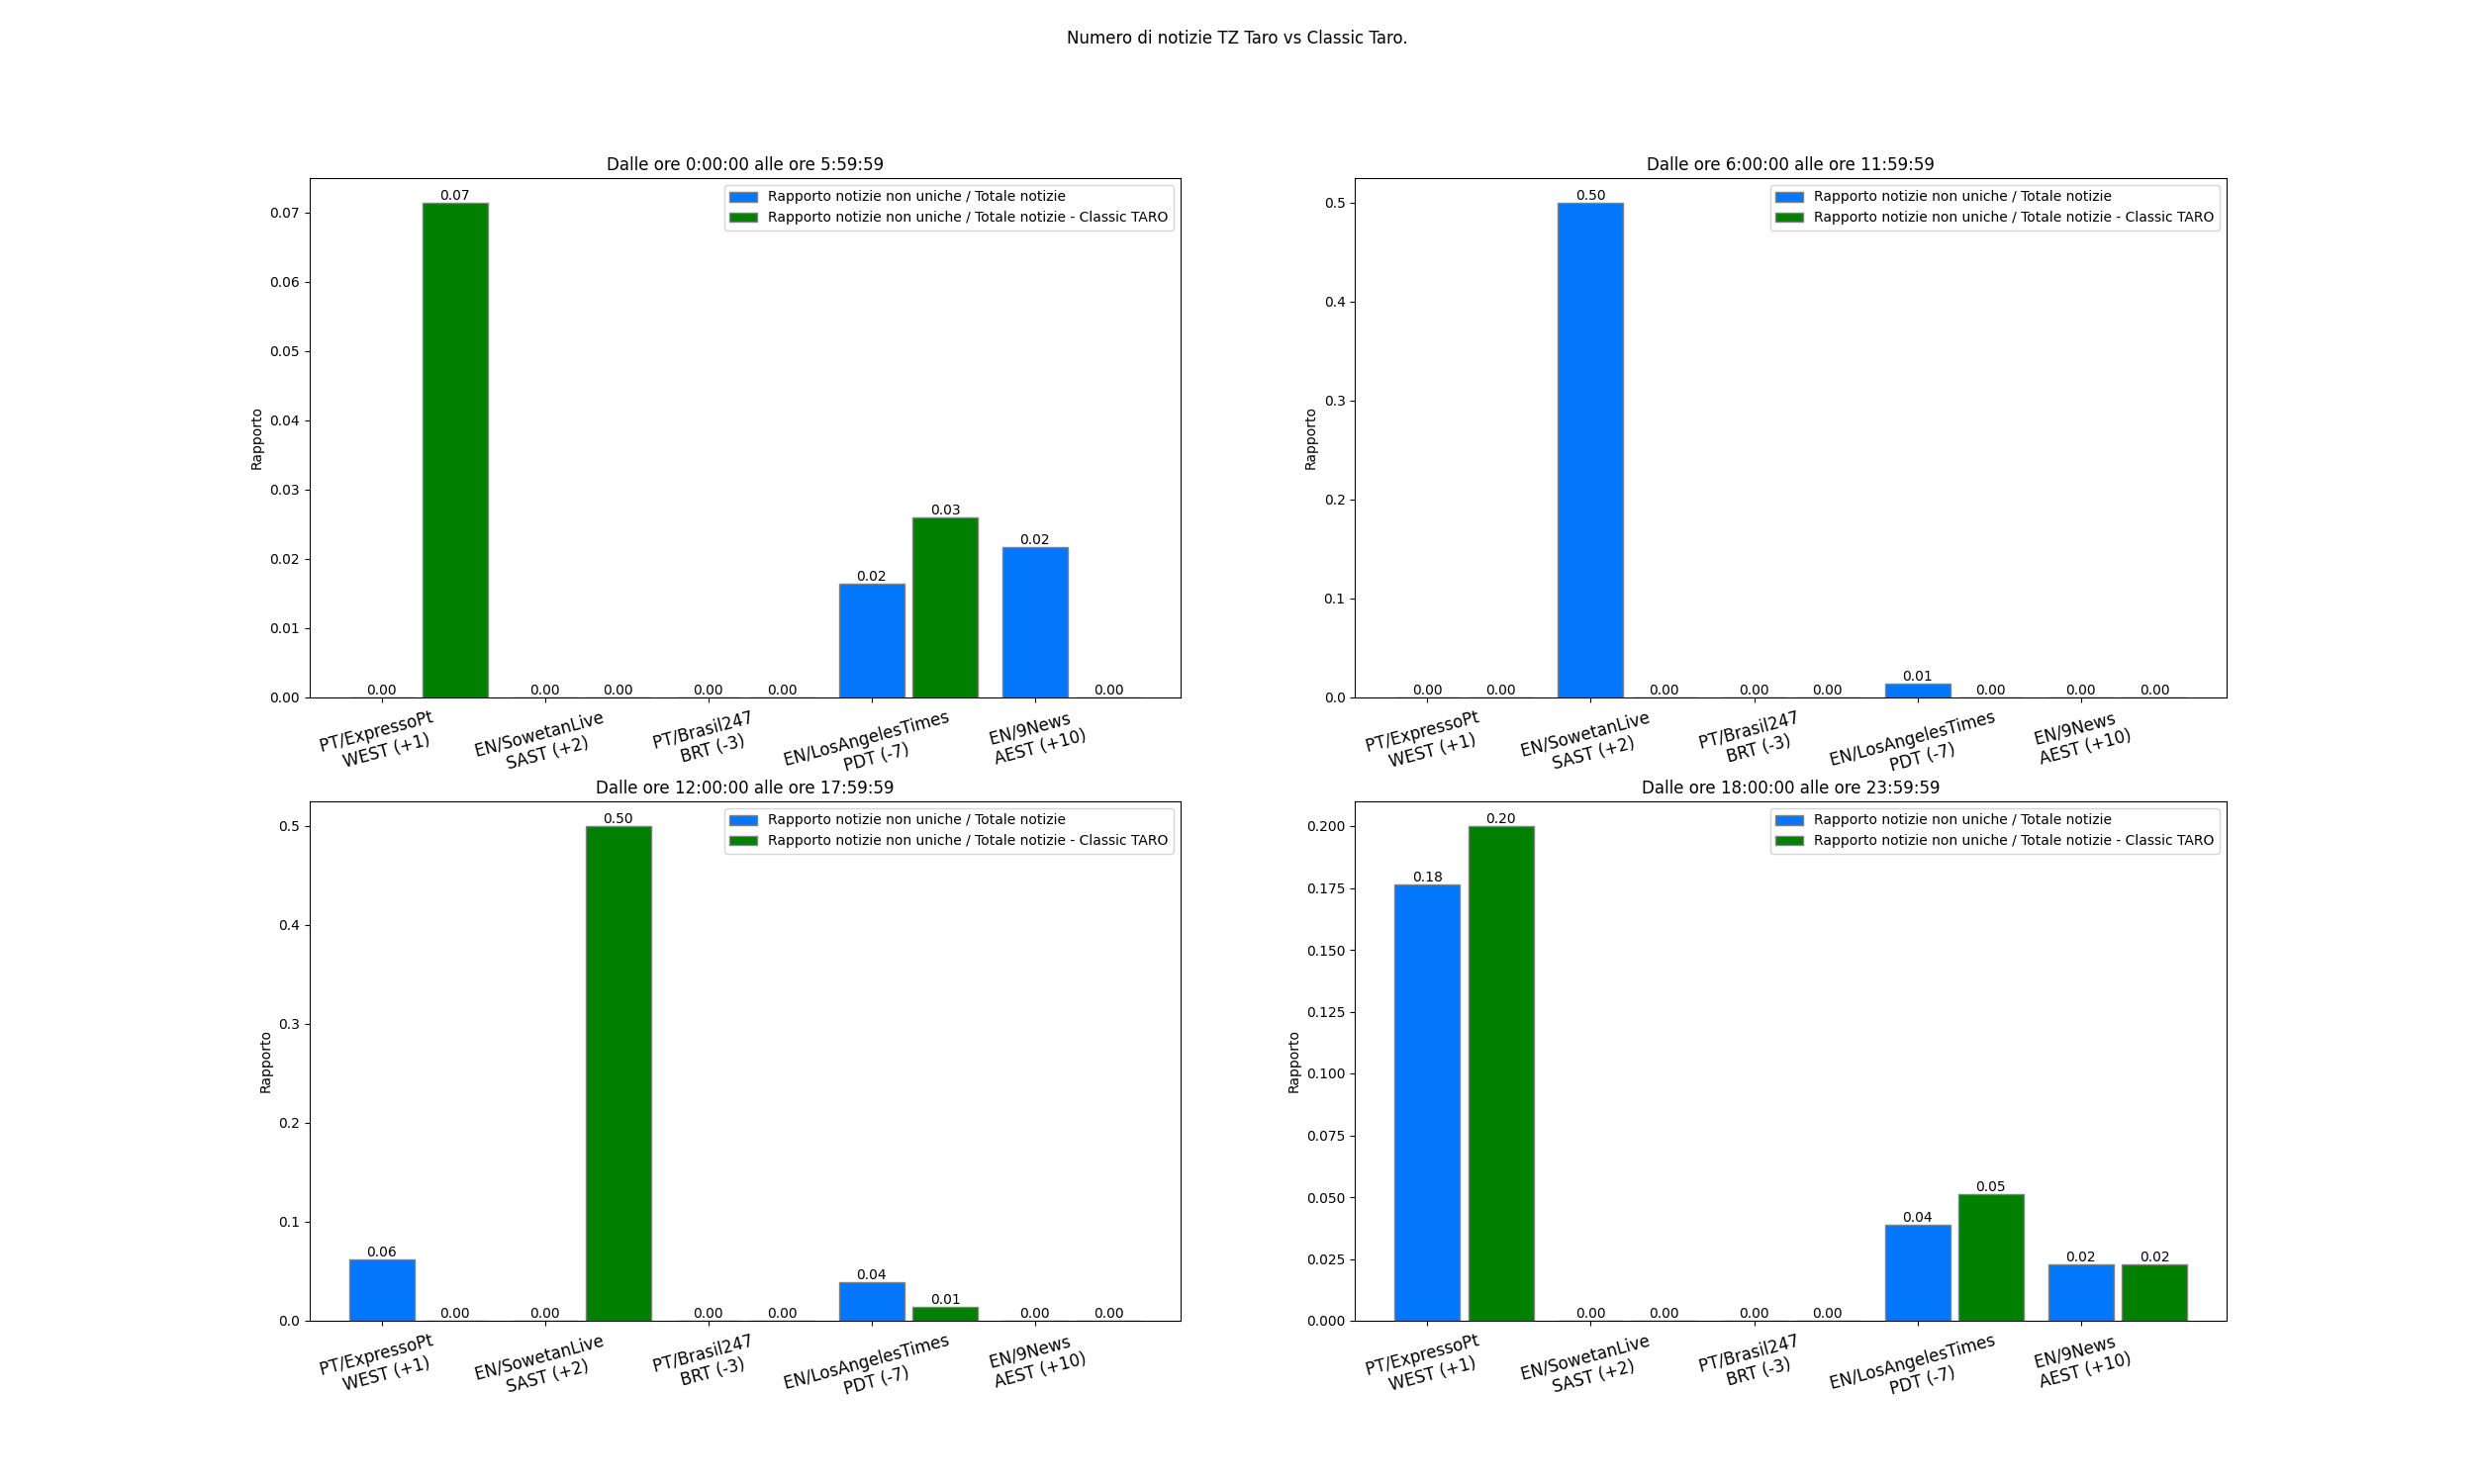 Numero di notizie TZ Taro vs Classic Taro.
Dalle ore 0:00:00 alle ore 5:59:59
Rapporto notizie non uniche / Totale notizie
Rapporto notizie non uniche / Totale notizie - Classic TARO
Rapporto
0.07
0.06
0.05
0.04
0.03
0.02
0.01
0.00
0.00
0.07
0.00
0.00
0.00
0.00
0.02
0.03
0.02
0.00
PT/ExpressoPt
WEST (+1)
EN/SowetanLive
SAST (+2)
PT/Brasil247
BRT (-3)
EN/LosAngelesTimes
PDT (-7)
EN/9News
AEST (+10)
Dalle ore 6:00:00 alle ore 11:59:59
Rapporto notizie non uniche / Totale notizie
Rapporto notizie non uniche / Totale notizie - Classic TARO
Rapporto
0.5
0.4
0.3
0.2
0.1
0.0
0.00
0.00
0.50
0.00
0.00
0.00
0.01
0.00
0.00
0.00
PT/ExpressoPt
WEST (+1)
EN/SowetanLive
SAST (+2)
PT/Brasil247
BRT (-3)
EN/LosAngelesTimes
PDT (-7)
EN/9News
AEST (+10)
Dalle ore 12:00:00 alle ore 17:59:59
Rapporto notizie non uniche / Totale notizie
Rapporto notizie non uniche / Totale notizie - Classic TARO
Rapporto
0.5
0.4
0.3
0.2
0.1
0.0
0.06
0.00
0.00
0.50
0.00
0.00
0.04
0.01
0.00
0.00
PT/ExpressoPt
WEST (+1)
EN/SowetanLive
SAST (+2)
PT/Brasil247
BRT (-3)
EN/LosAngelesTimes
PDT (-7)
EN/9News
AEST (+10)
Dalle ore 18:00:00 alle ore 23:59:59
Rapporto notizie non uniche / Totale notizie
Rapporto notizie non uniche / Totale notizie - Classic TARO
Rapporto
0.200
0.175
0.150
0.125
0.100
0.075
0.050
0.025
0.000
0.18
0.20
0.00
0.00
0.00
0.00
0.04
0.05
0.02
0.02
PT/ExpressoPt
WEST (+1)
EN/SowetanLive
SAST (+2)
PT/Brasil247
BRT (-3)
EN/LosAngelesTimes
PDT (-7)
EN/9News
AEST (+10)